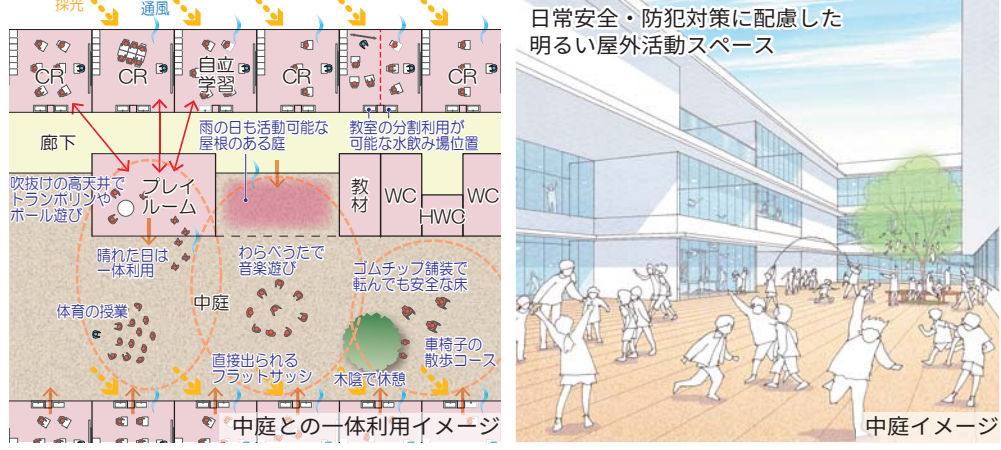 採光
通風
CR
CR
自立
学習
CR
CR
廊下
雨の日も活動可能な
屋根のある庭
教室の分割利用が
可能な水飲み場位置
吹抜けの高天井で
トランポリンや
ボール遊び
プレイ
ルーム
教
材
WC
HWC
WC
晴れた日は
一体利用
わらべうたで
音楽遊び
ゴムチップ舗装で
転んでも安全な床
体育の授業
中庭
直接出られる
フラットサッシ
木陰で休憩
車椅子の
散歩コース
中庭との一体利用イメージ
日常安全・防犯対策に配慮した
明るい屋外活動スペース
中庭イメージ